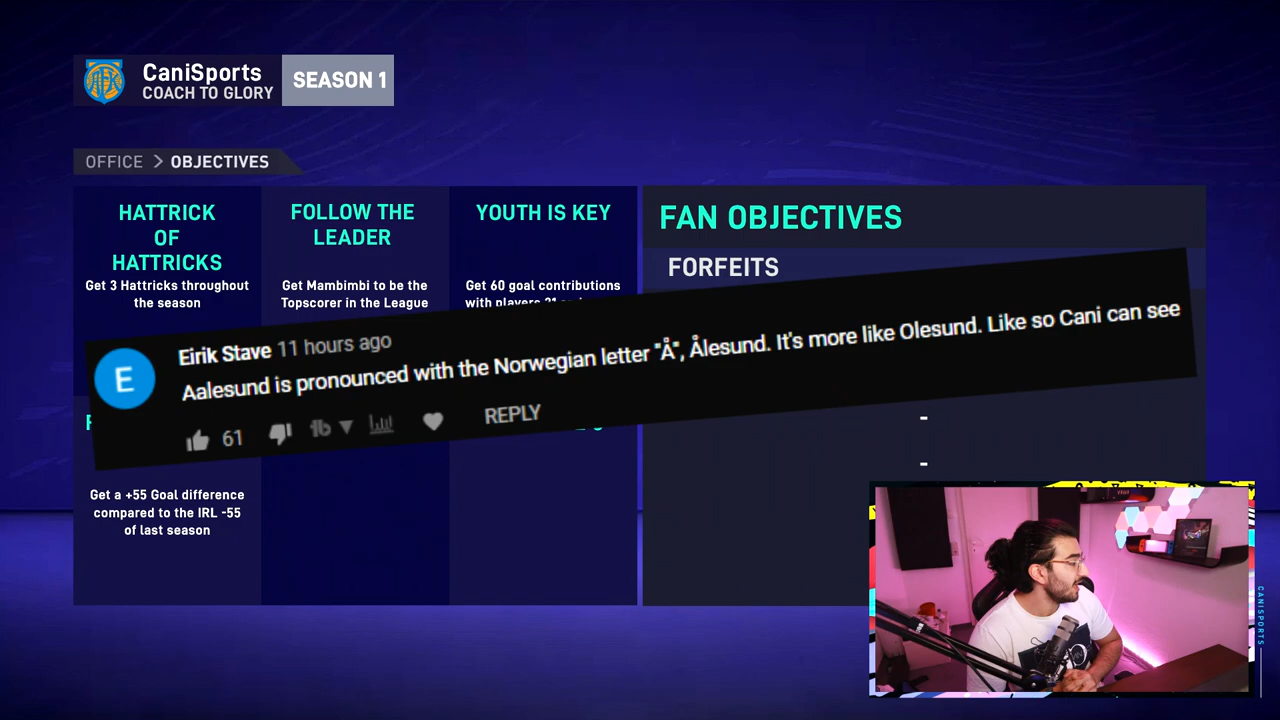 CaniSports
COACH TO GLORY
SEASON 1
OFFICE > OBJECTIVES
HATTRICK
OF
HATTRICKS
Get 3 Hattricks throughout
the season
FOLLOW THE
LEADER
Get Mambimbi to be the
Topscorer in the League
YOUTH IS KEY
Get 60 goal contributions
with players
FAN OBJECTIVES
FORFEITS
-
-
E
Eirik Stave 11 hours ago
Aalesund is pronounced with the Norwegian letter "Å", Ålesund. It's more like Olesund. Like so Cani can see
61
REPLY
Get a +55 Goal difference
compared to the IRL -55
of last season
CANISPORTS